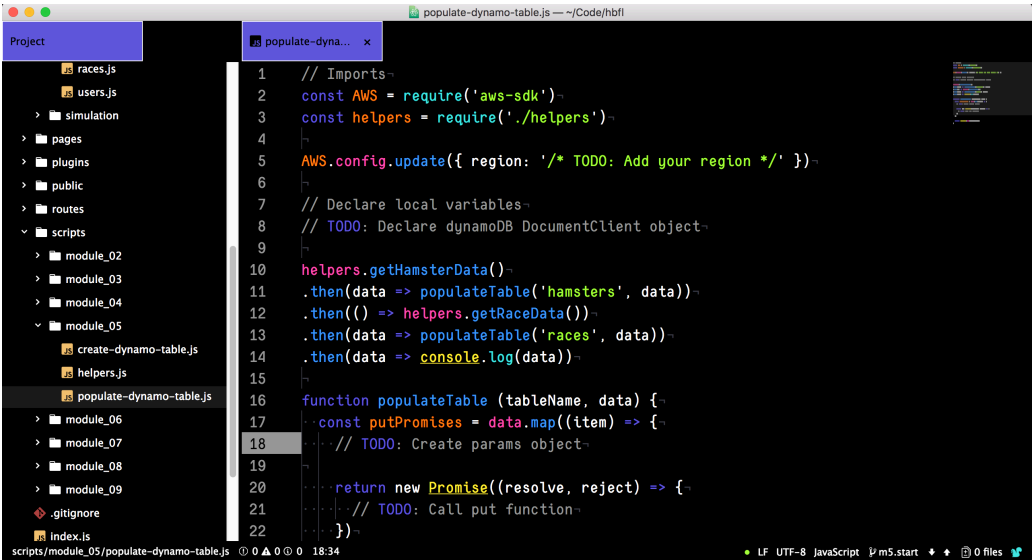 populate-dynamo-table.js — ~/Code/hbfl
Project
populate-dyna... ×
races.js
users.js
simulation
pages
plugins
public
routes
scripts
module_02
module_03
module_04
module_05
create-dynamo-table.js
helpers.js
populate-dynamo-table.js
module_06
module_07
module_08
module_09
.gitignore
index.js
1 // Imports¬
2 const AWS = require('aws-sdk')¬
3 const helpers = require('./helpers')¬
4 ¬
5 AWS.config.update({ region: '/* TODO: Add your region */' })¬
6 ¬
7 // Declare local variables¬
8 // TODO: Declare dynamoDB DocumentClient object¬
9 ¬
10 helpers.getHamsterData()¬
11 .then(data => populateTable('hamsters', data))¬
12 .then(() => helpers.getRaceData())¬
13 .then(data => populateTable('races', data))¬
14 .then(data => console.log(data))¬
15 ¬
16 function populateTable (tableName, data) {¬
17 ··const putPromises = data.map((item) => {¬
18 ····// TODO: Create params object¬
19 ¬
20 ····return new Promise((resolve, reject) => {¬
21 ······// TODO: Call put function¬
22 ····})¬
scripts/module_05/populate-dynamo-table.js 0 0 0 18:34 LF UTF-8 JavaScript m5.start 0 files